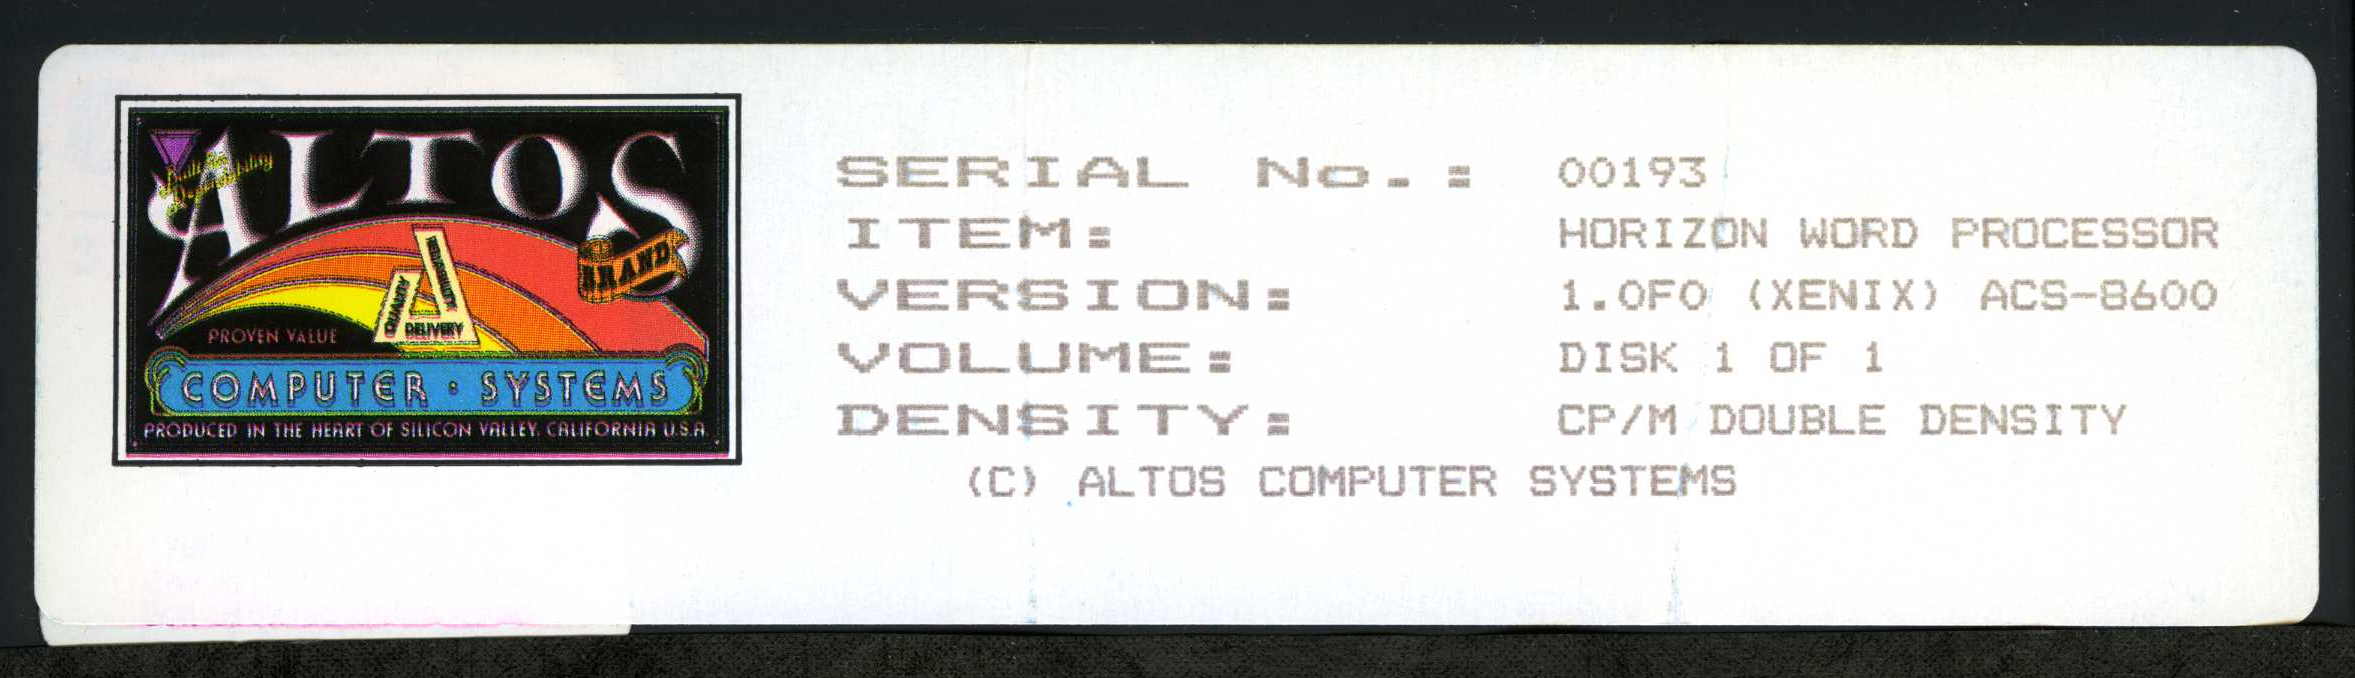 ALTOS
BRAND
QUALITY
DELIVERY
PROVEN VALUE
COMPUTER · SYSTEMS
PRODUCED IN THE HEART OF SILICON VALLEY, CALIFORNIA U.S.A.
SERIAL No.: 00193
ITEM: HORIZON WORD PROCESSOR
VERSION: 1.0F0 (XENIX) ACS-8600
VOLUME: DISK 1 OF 1
DENSITY: CP/M DOUBLE DENSITY
(C) ALTOS COMPUTER SYSTEMS